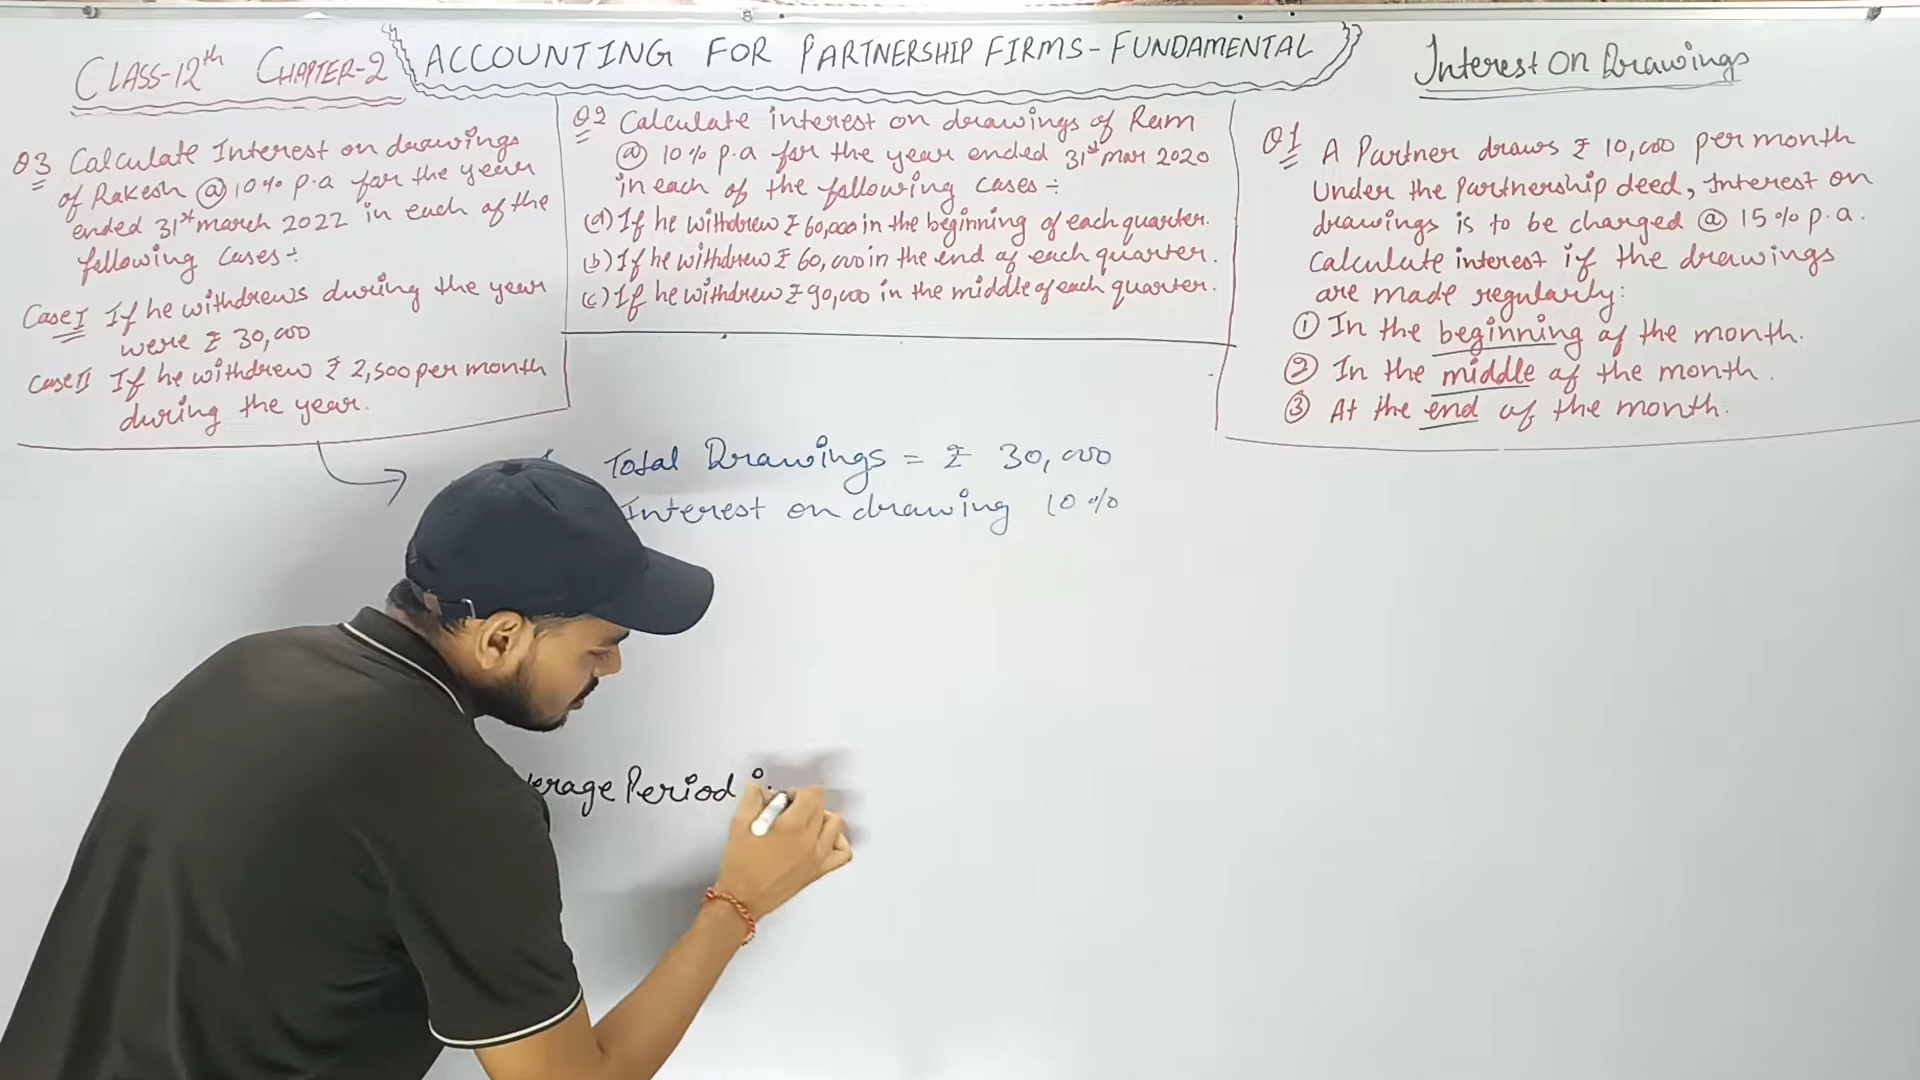 CLASS-12th CHAPTER-2
ACCOUNTING FOR PARTNERSHIP FIRMS-FUNDAMENTAL
Interest On Drawings
Q3 Calculate Interest on drawings
of Rakesh @ 10% p.a for the year
ended 31st march 2022 in each of the
following cases÷
Case I If he withdrews during the year
were ₹ 30,000
Case II If he withdrew ₹ 2,500 per month
during the year.
Q2 Calculate interest on drawings of Ram
@ 10% p.a for the year ended 31st mar 2020
in each of the following cases÷
(a) If he withdrew ₹ 60,000 in the beginning of each quarter.
(b) If he withdrew ₹ 60,000 in the end of each quarter.
(c) If he withdrew ₹ 90,000 in the middle of each quarter.
Q1 A Partner draws ₹ 10,000 per month
Under the partnership deed, Interest on
drawings is to be charged @ 15% p.a.
Calculate interest if the drawings
are made regularly:
① In the beginning of the month.
② In the middle of the month.
③ At the end of the month.
Total Drawings = ₹ 30,000
Interest on drawing 10%
erage Period i